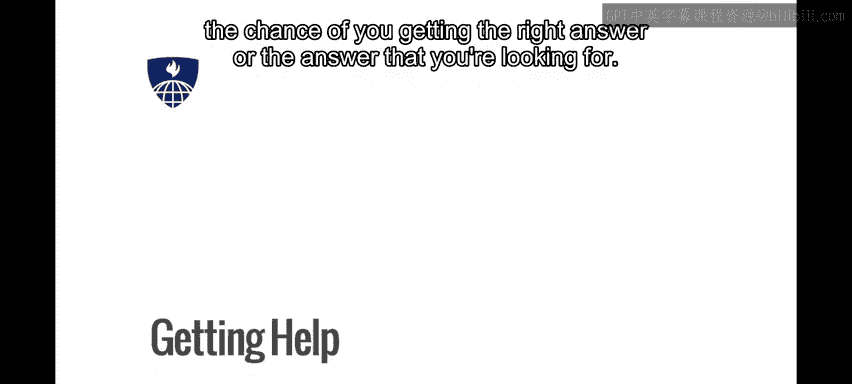 the chance of you getting the right answer
or the answer that you're looking for.
Getting Help